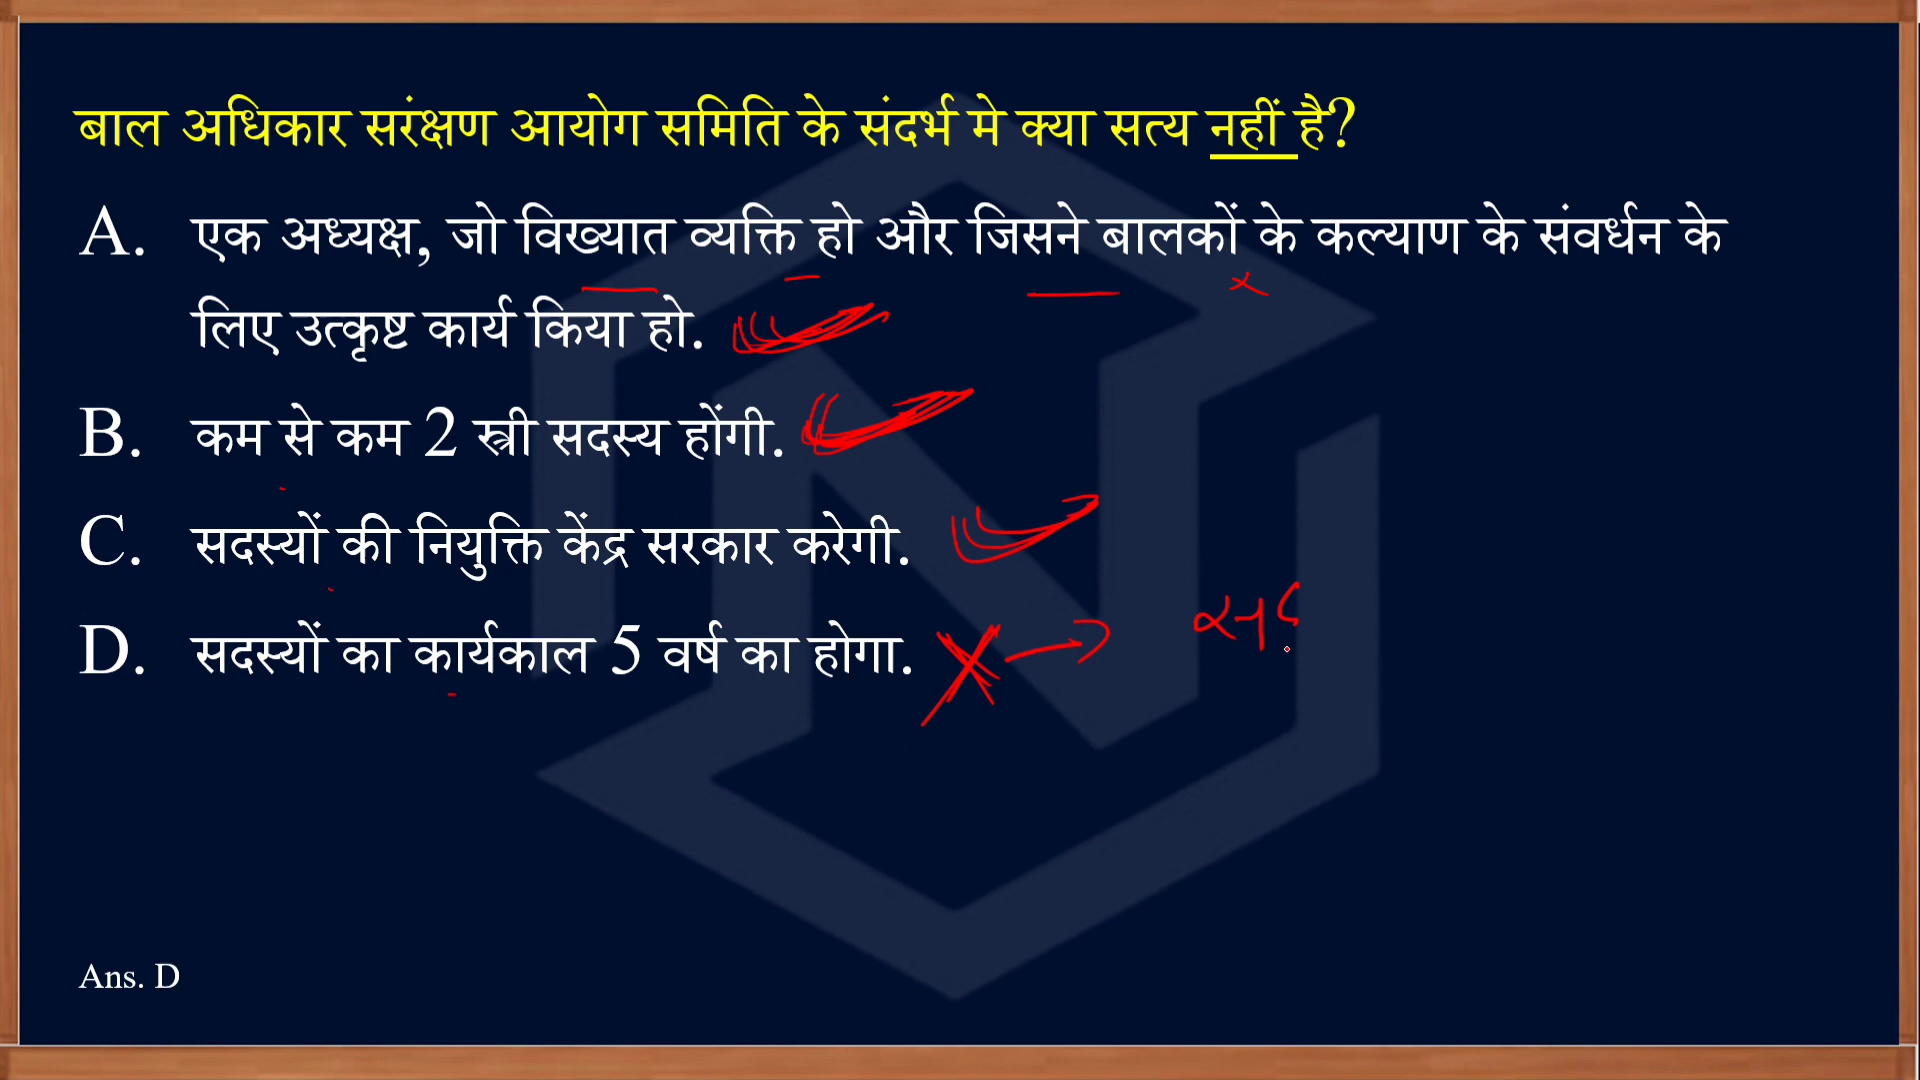 बाल अधिकार सरंक्षण आयोग समिति के संदर्भ मे क्या सत्य नहीं है?
A. एक अध्यक्ष, जो विख्यात व्यक्ति हो और जिसने बालकों के कल्याण के संवर्धन के
लिए उत्कृष्ट कार्य किया हो.
B. कम से कम 2 स्त्री सदस्य होंगी.
C. सदस्यों की नियुक्ति केंद्र सरकार करेगी.
D. सदस्यों का कार्यकाल 5 वर्ष का होगा.
Ans. D